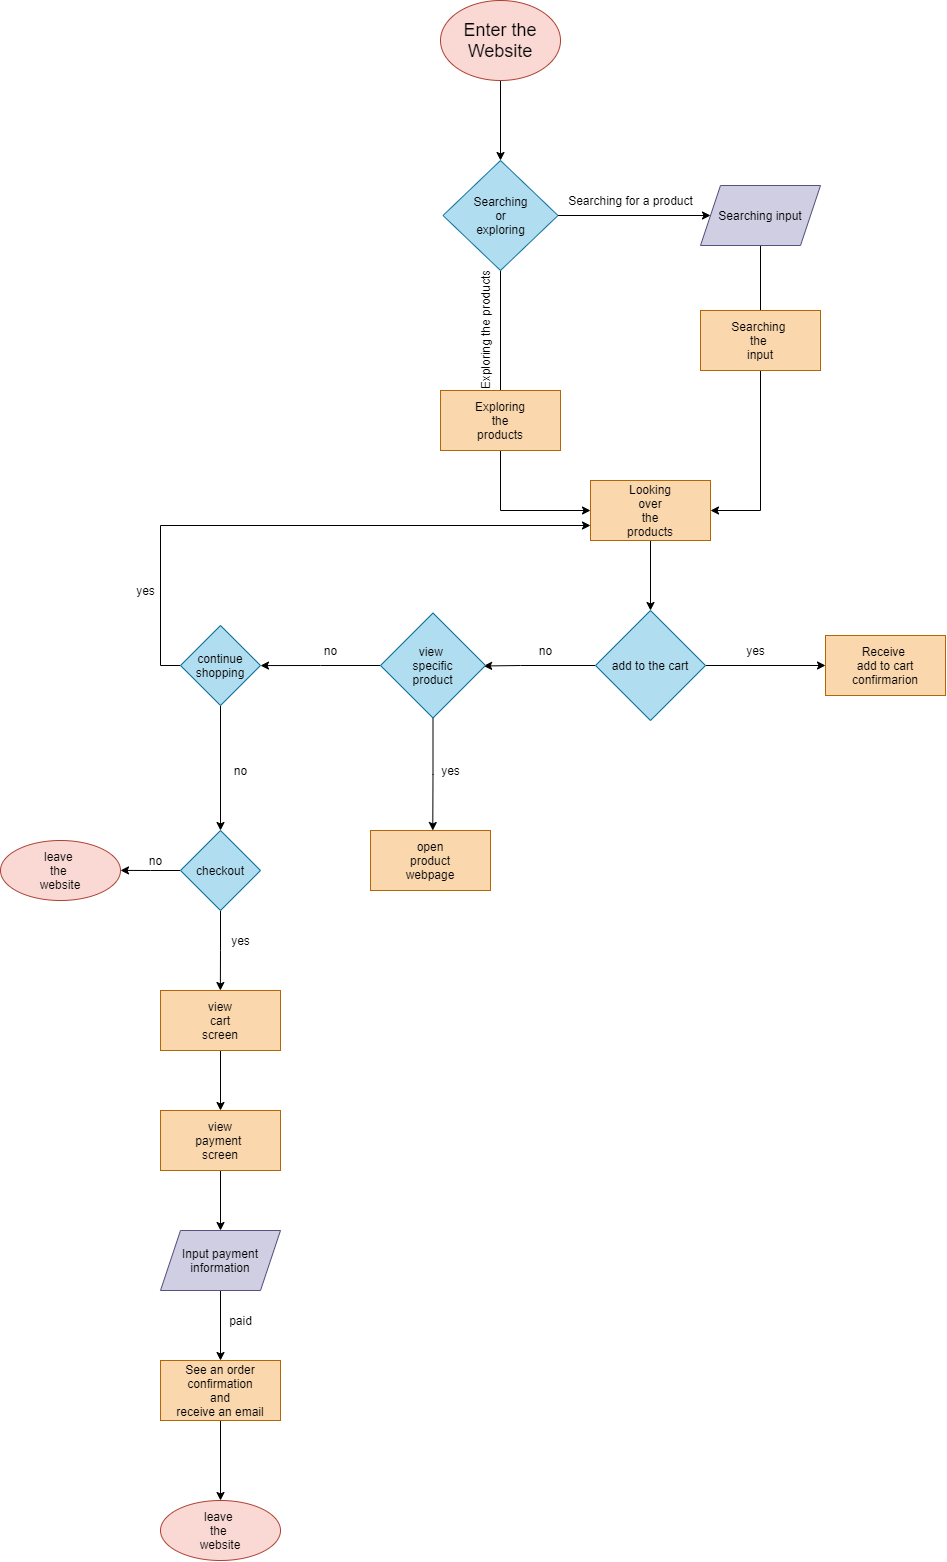 Enter the
Website
Searching
or
exploring
Searching for a product
Searching input
Exploring the products
Searching
the
input
Exploring
the
products
Looking
over
the
products
yes
continue
shopping
no
view
specific
product
no
add to the cart
yes
Receive
add to cart
confirmarion
no
yes
leave
the
website
no
checkout
open
product
webpage
yes
view
cart
screen
view
payment
screen
Input payment
information
paid
See an order
confirmation
and
receive an email
leave
the
website